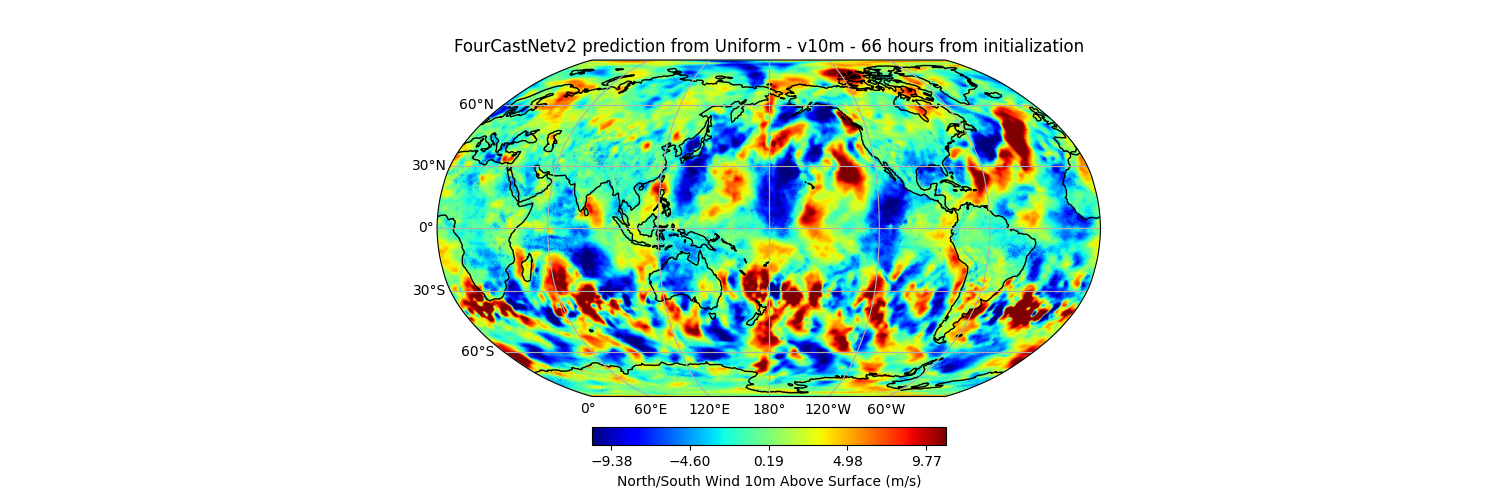 FourCastNetv2 prediction from Uniform - v10m - 66 hours from initialization
60°N
30°N
0°
30°S
60°S
0° 60°E 120°E 180° 120°W 60°W
−9.38 −4.60 0.19 4.98 9.77
North/South Wind 10m Above Surface (m/s)